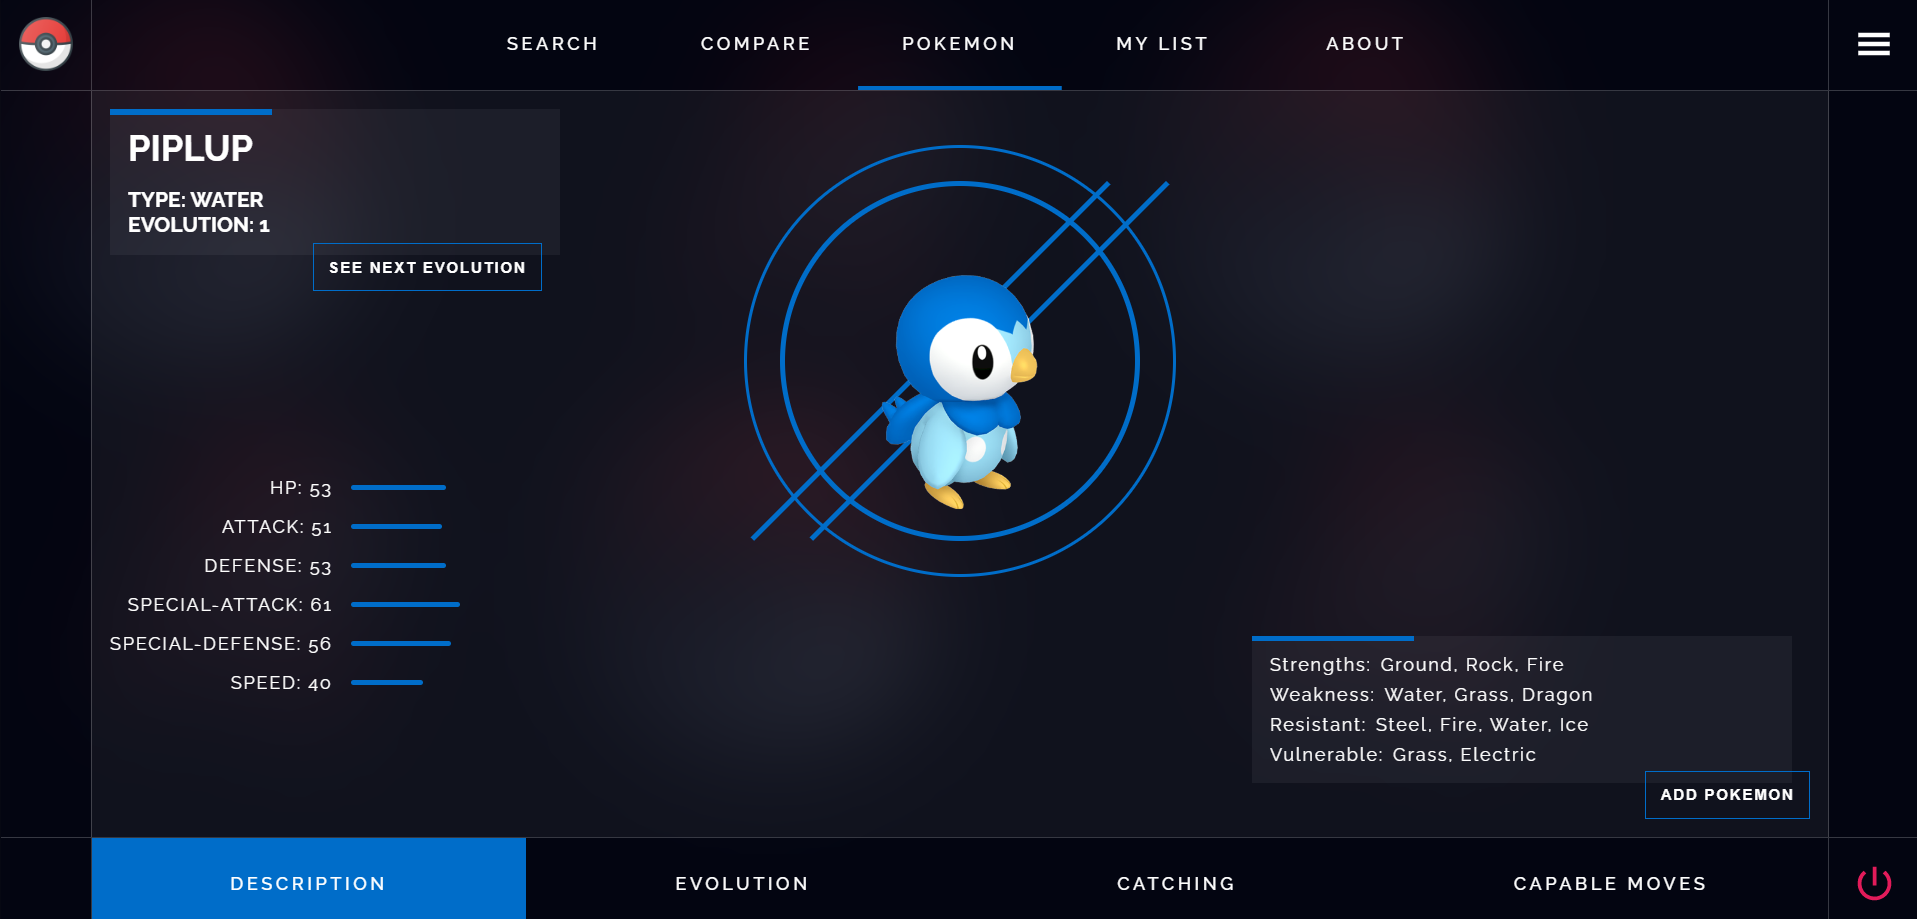 SEARCH COMPARE POKEMON MY LIST ABOUT
PIPLUP
TYPE: WATER
EVOLUTION: 1
SEE NEXT EVOLUTION
HP: 53
ATTACK: 51
DEFENSE: 53
SPECIAL-ATTACK: 61
SPECIAL-DEFENSE: 56
SPEED: 40
Strengths: Ground, Rock, Fire
Weakness: Water, Grass, Dragon
Resistant: Steel, Fire, Water, Ice
Vulnerable: Grass, Electric
ADD POKEMON
DESCRIPTION EVOLUTION CATCHING CAPABLE MOVES